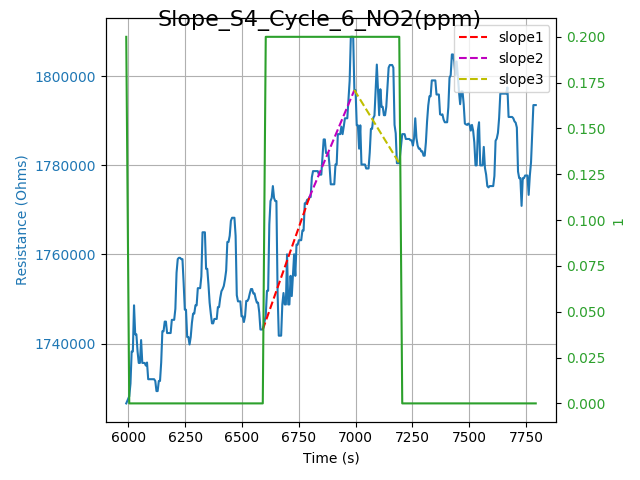 Slope_S4_Cycle_6_NO2(ppm)
slope1
slope2
slope3
1800000
1780000
1760000
1740000
Resistance (Ohms)
0.200
0.175
0.150
0.125
0.100
0.075
0.050
0.025
0.000
1
6000 6250 6500 6750 7000 7250 7500 7750
Time (s)